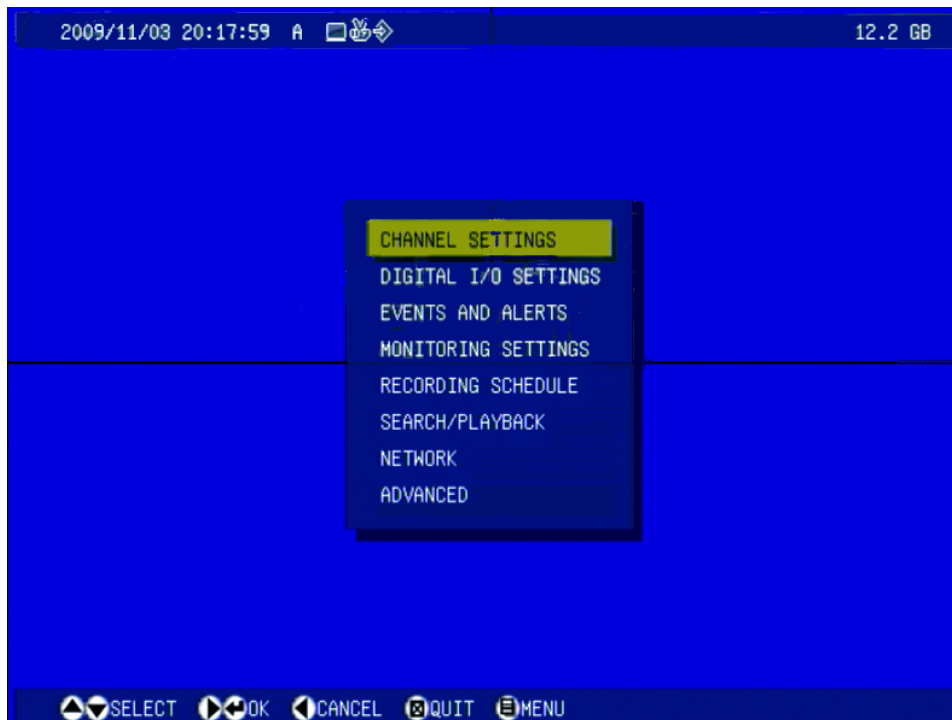 2009/11/03 20:17:59 A 12.2 GB
CHANNEL SETTINGS
DIGITAL I/O SETTINGS
EVENTS AND ALERTS
MONITORING SETTINGS
RECORDING SCHEDULE
SEARCH/PLAYBACK
NETWORK
ADVANCED
SELECT OK CANCEL QUIT MENU